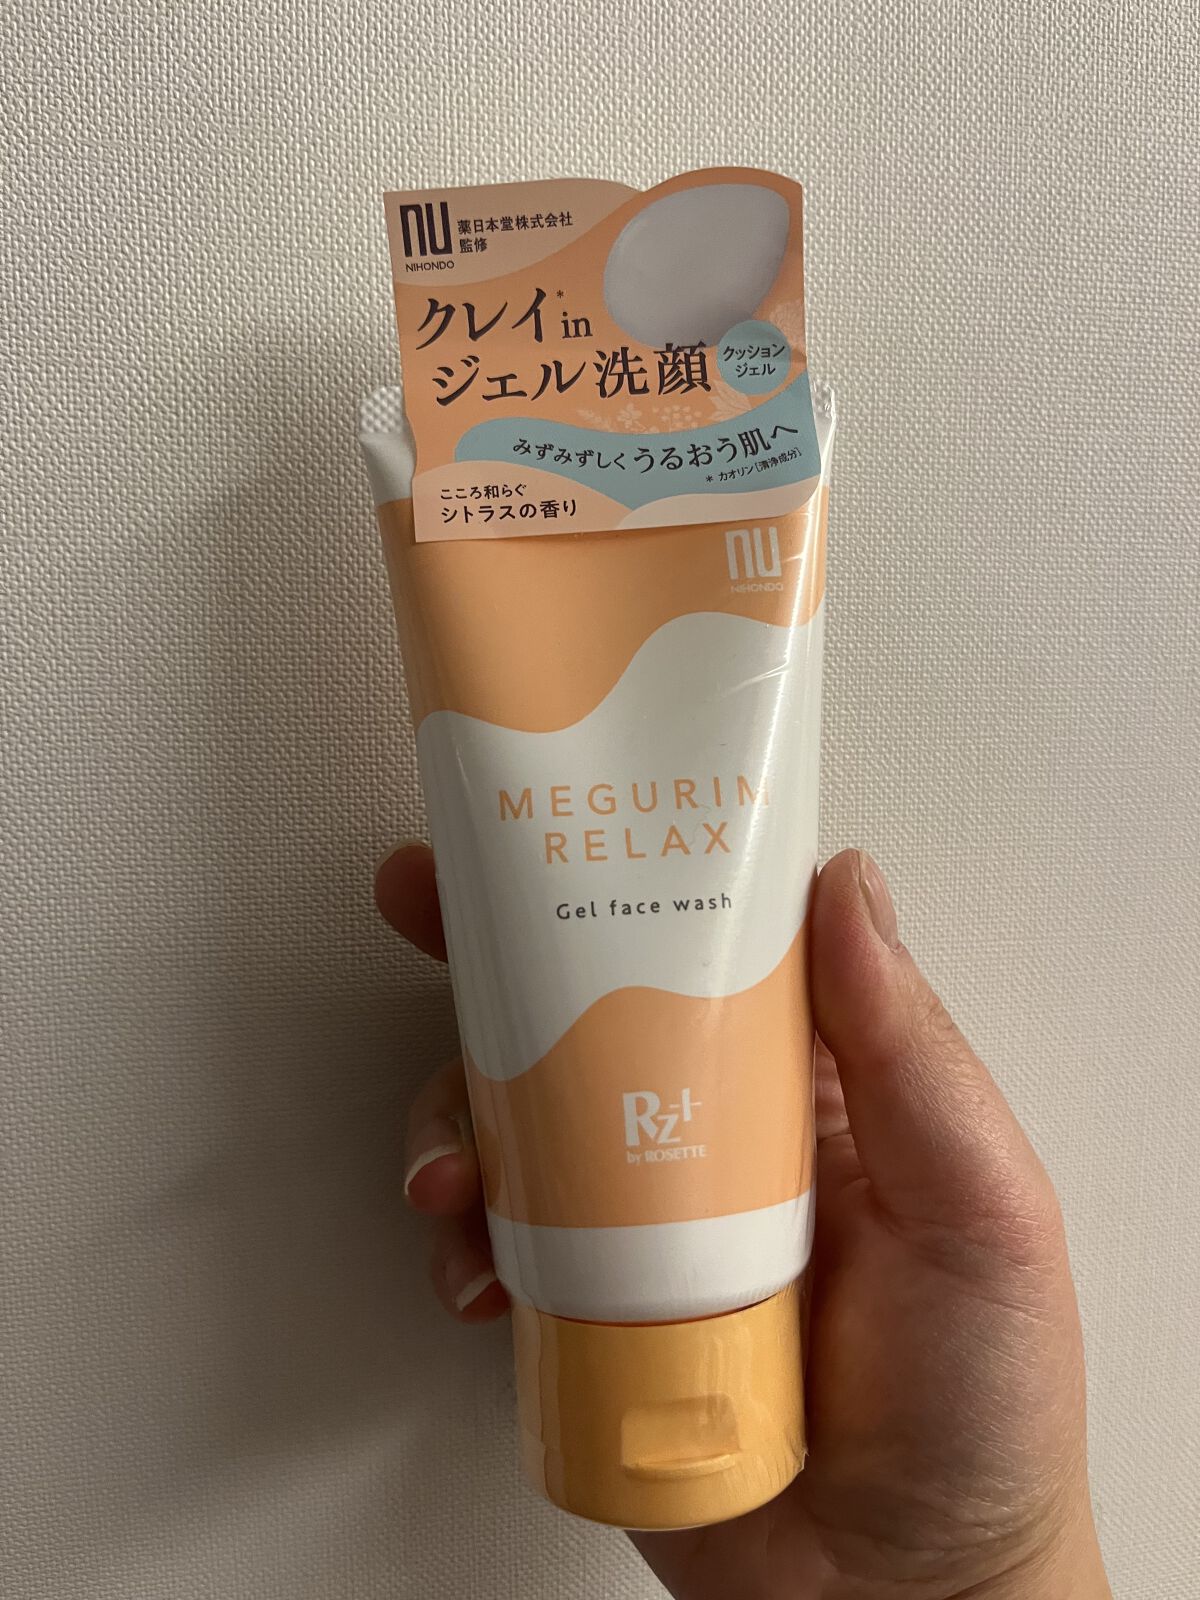 nu
NIHONDO
薬日本堂株式会社
監修
クレイ*in
ジェル洗顔
クッション
ジェル
みずみずしくうるおう肌へ
* カオリン[清浄成分]
こころ和らぐ
シトラスの香り
nu
NIHONDO
MEGURIM
RELAX
Gel face wash
Rz+
by ROSETTE